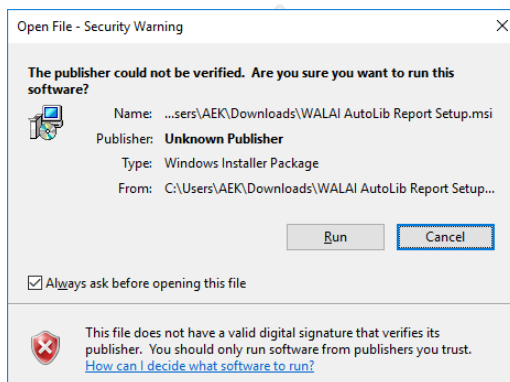 Open File - Security Warning
The publisher could not be verified. Are you sure you want to run this
software?
Name: ...sers\AEK\Downloads\WALAI AutoLib Report Setup.msi
Publisher: Unknown Publisher
Type: Windows Installer Package
From: C:\Users\AEK\Downloads\WALAI AutoLib Report Setup...
Run Cancel
Always ask before opening this file
This file does not have a valid digital signature that verifies its
publisher. You should only run software from publishers you trust.
How can I decide what software to run?